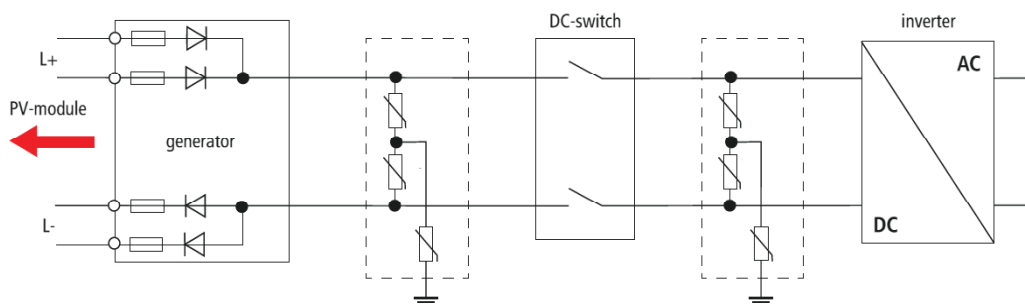 DC-switch
inverter
L+
AC
PV-module
generator
L-
DC